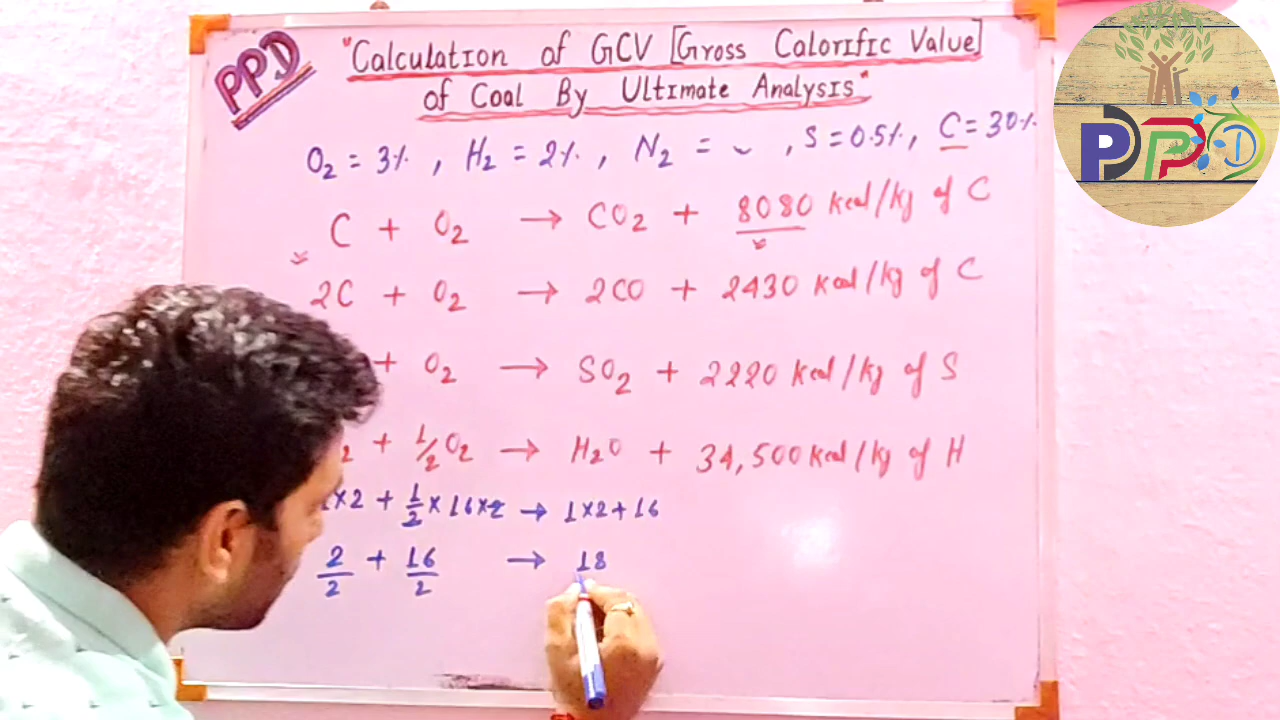 PPD
"Calculation of GCV [Gross Calorific Value]
of Coal By Ultimate Analysis"
PPD
O₂ = 3%, H₂ = 2%, N₂ = ⌣, S = 0.5%, C = 30%
C + O₂ → CO₂ + 8080 kcal/kg of C
2C + O₂ → 2CO + 2430 kcal/kg of C
+ O₂ → SO₂ + 2220 kcal/kg of S
₂ + 1/2 O₂ → H₂O + 34,500 kcal/kg of H
1×2 + 1/2 × 16×2 → 1×2+16
2/2 + 16/2 → 18